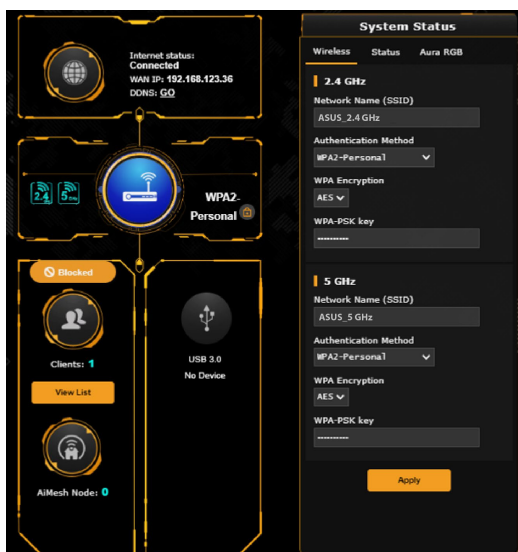 Internet status:
Connected
WAN IP: 192.168.123.36
DDNS: GO
2.4
5
WPA2-
Personal
Blocked
Clients: 1
View List
AiMesh Node: 0
USB 3.0
No Device
System Status
Wireless Status Aura RGB
2.4 GHz
Network Name (SSID)
ASUS_2.4 GHz
Authentication Method
WPA2-Personal
WPA Encryption
AES
WPA-PSK key
••••••••••
5 GHz
Network Name (SSID)
ASUS_5 GHz
Authentication Method
WPA2-Personal
WPA Encryption
AES
WPA-PSK key
••••••••••
Apply